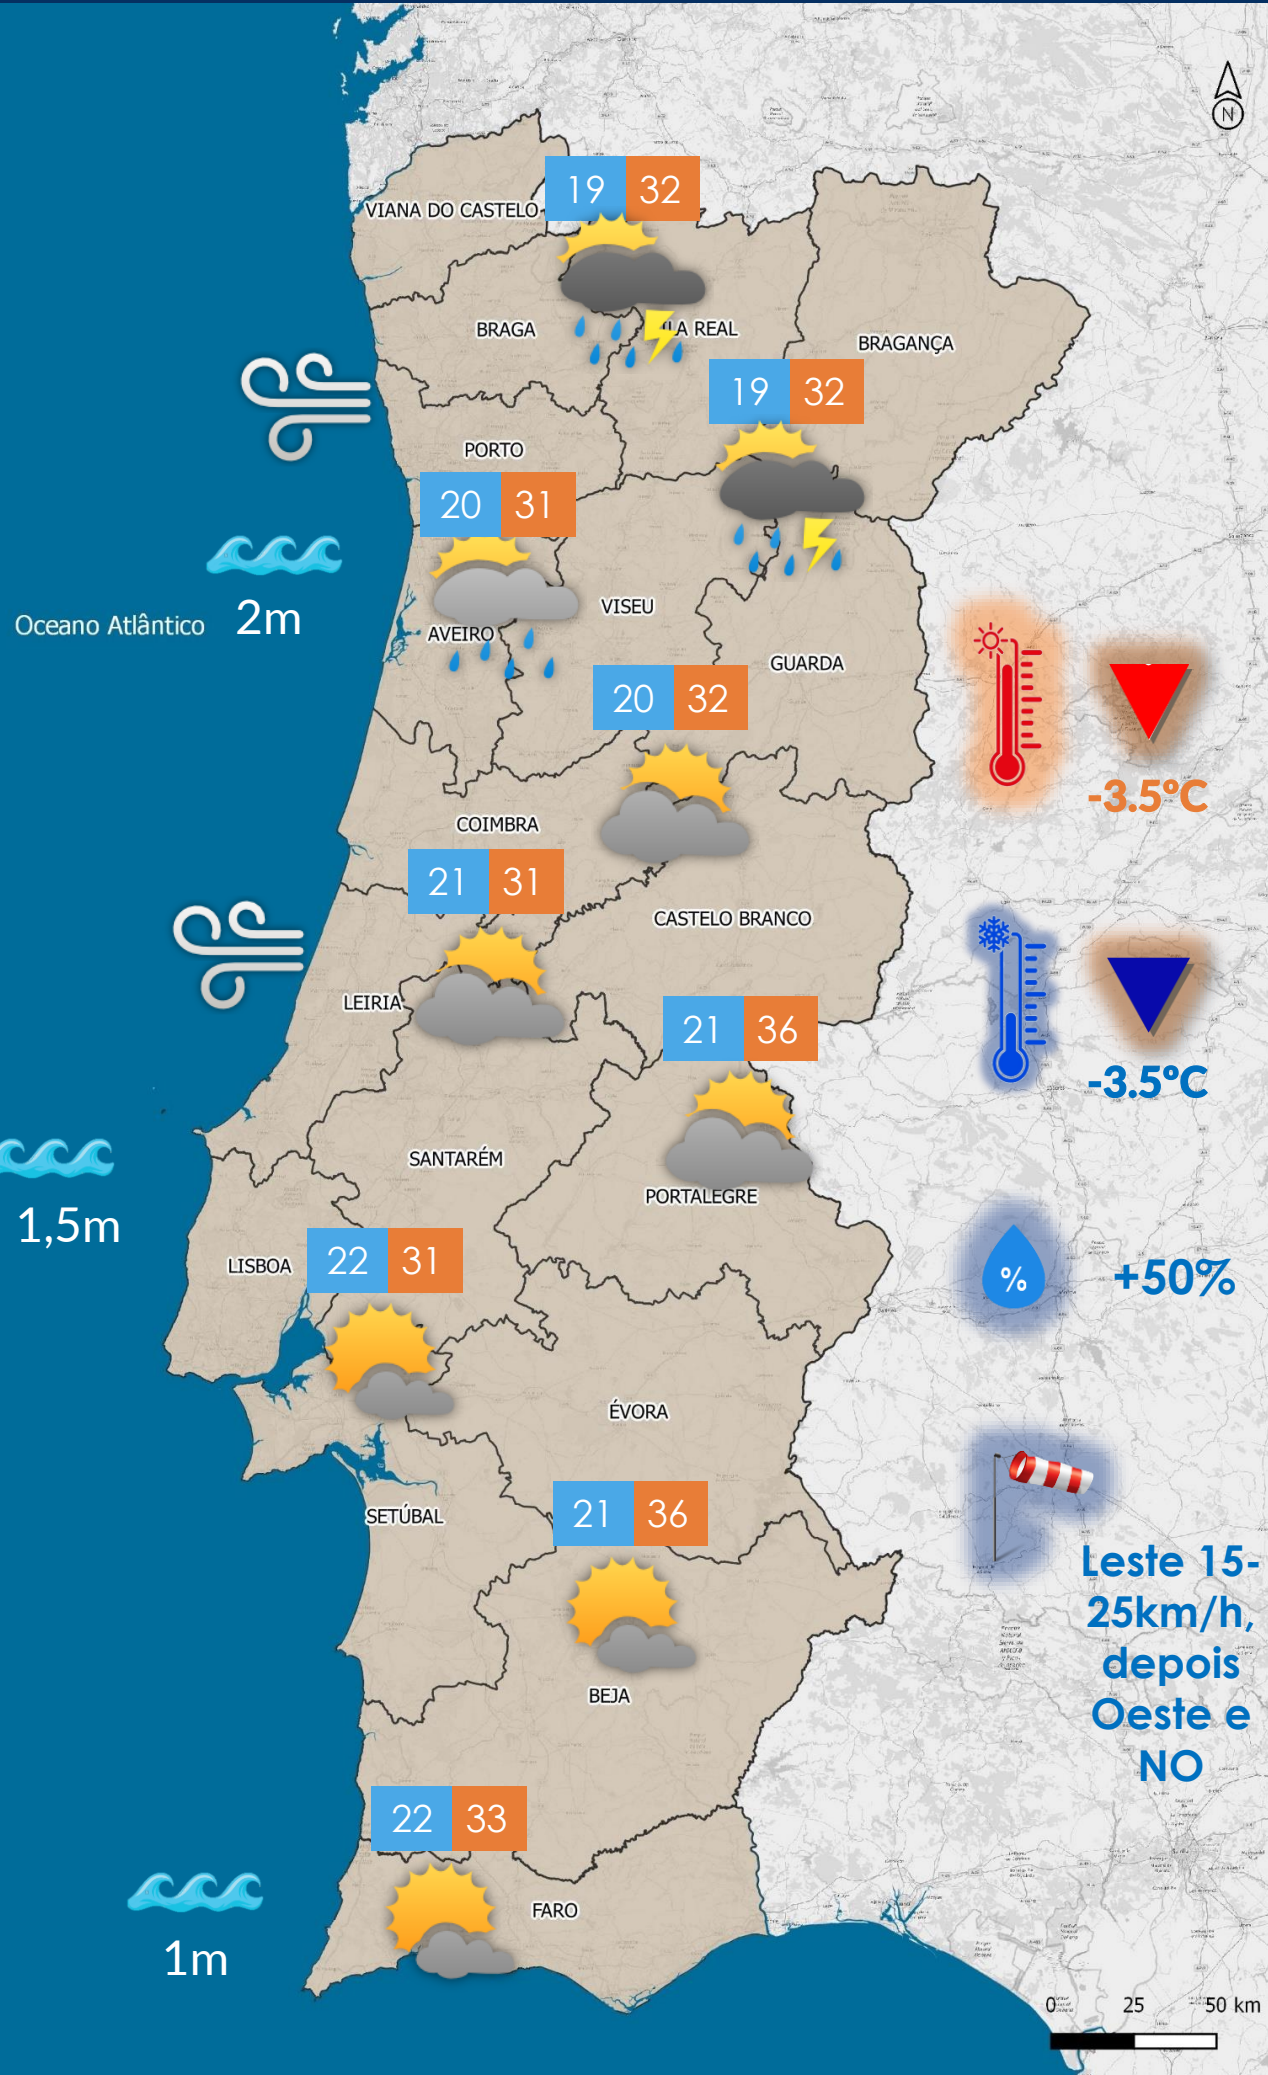 N
19 32
VIANA DO CASTELO
BRAGA
LA REAL
BRAGANÇA
19 32
PORTO
20 31
VISEU
2m
Oceano Atlântico
AVEIRO
GUARDA
20 32
-3.5ºC
COIMBRA
21 31
CASTELO BRANCO
LEIRIA
21 36
-3.5ºC
SANTARÉM
PORTALEGRE
1,5m
LISBOA
22 31
%
+50%
ÉVORA
21 36
SETÚBAL
Leste 15-
25km/h,
depois
Oeste e
NO
BEJA
22 33
FARO
1m
0 25 50 km